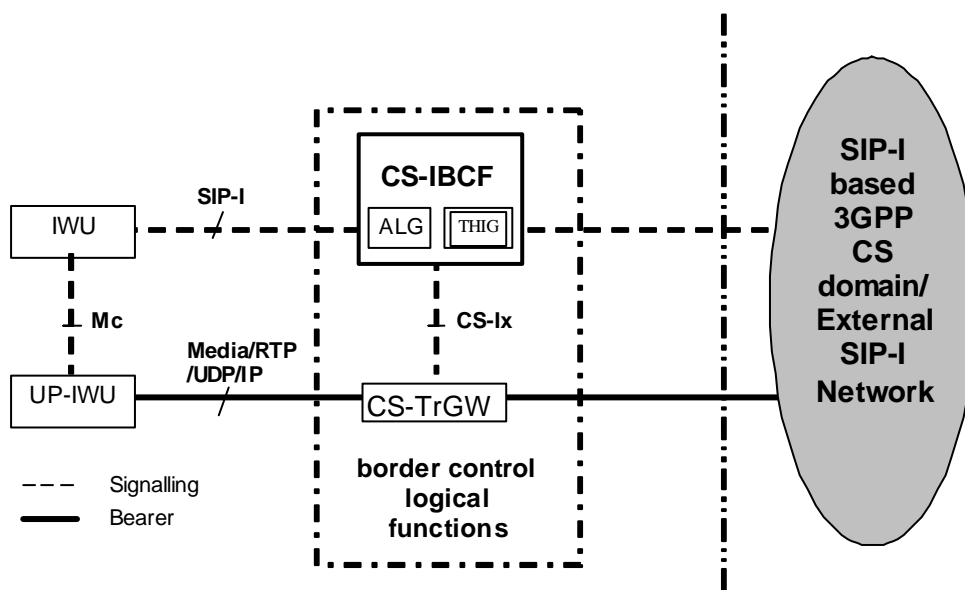 SIP-I
IWU
Mc
UP-IWU
Media/RTP
/UDP/IP
CS-IBCF
ALG
THIG
CS-Ix
CS-TrGW
border control
logical
functions
SIP-I
based
3GPP
CS
domain/
External
SIP-I
Network
Signalling
Bearer